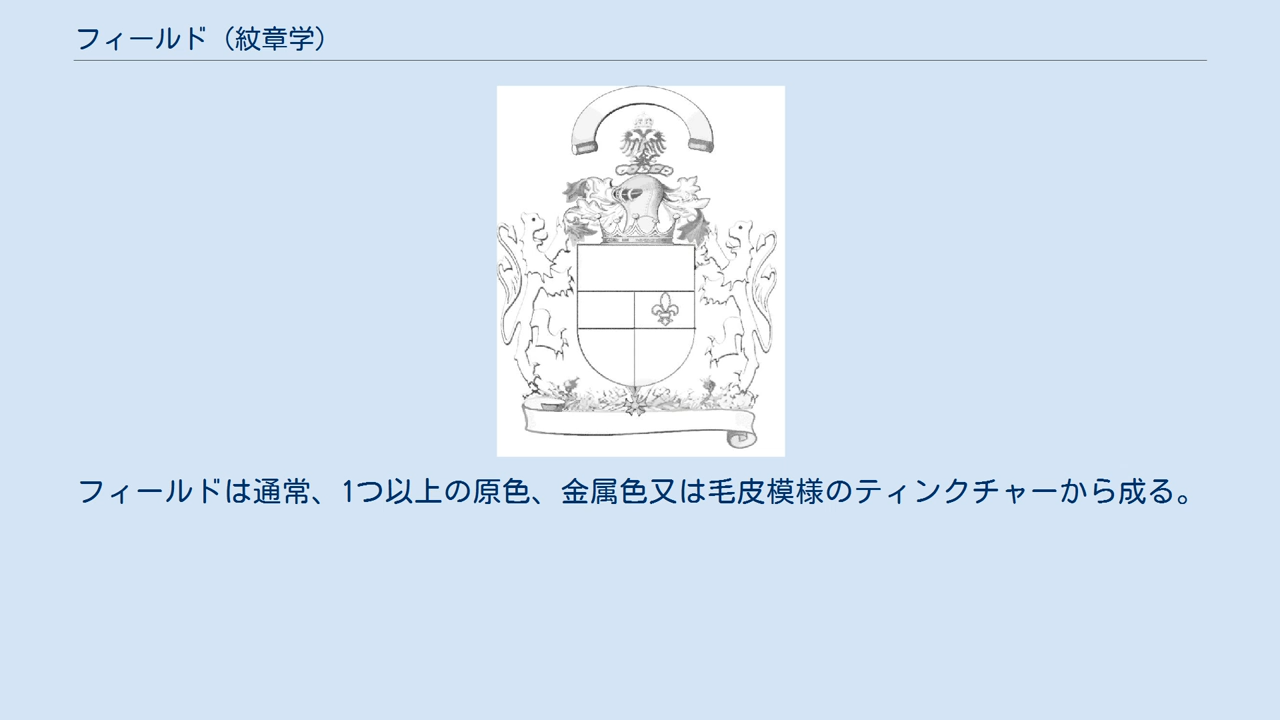 フィールド（紋章学）
フィールドは通常、1つ以上の原色、金属色又は毛皮模様のティンクチャーから成る。